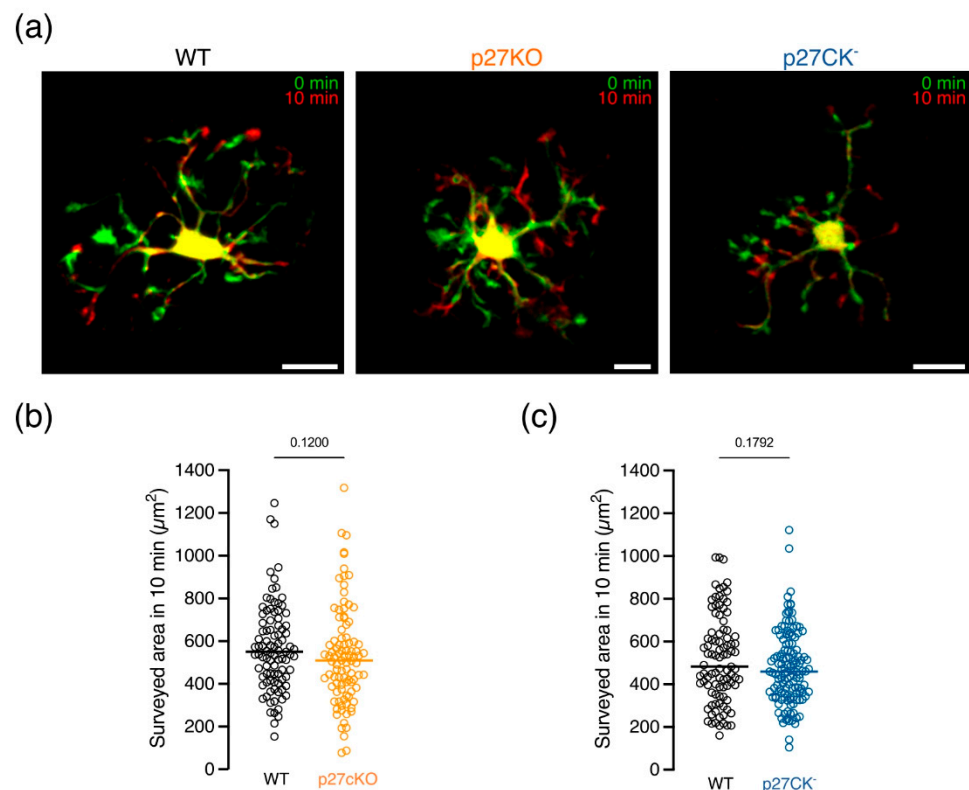 (a)
WT
p27KO
p27CK-
0 min
10 min
0 min
10 min
0 min
10 min
(b)
(c)
0.1200
0.1792
Surveyed area in 10 min (µm²)
1400
1200
1000
800
600
400
200
0
WT
p27cKO
Surveyed area in 10 min (µm²)
1400
1200
1000
800
600
400
200
0
WT
p27CK-